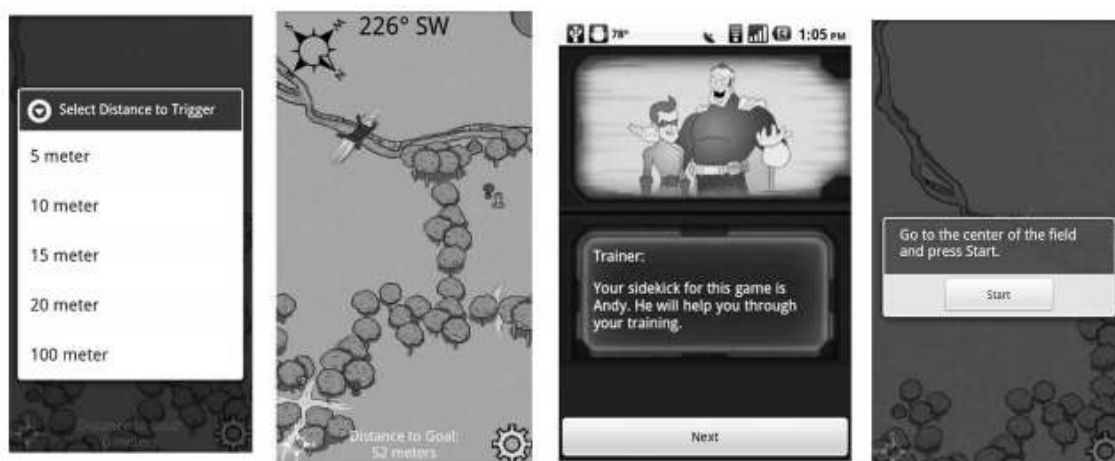 Select Distance to Trigger
5 meter
10 meter
15 meter
20 meter
100 meter
226° SW
Distance to Goal:
52 meters
78°
1:05 PM
Trainer:
Your sidekick for this game is
Andy. He will help you through
your training.
Next
Go to the center of the field
and press Start.
Start